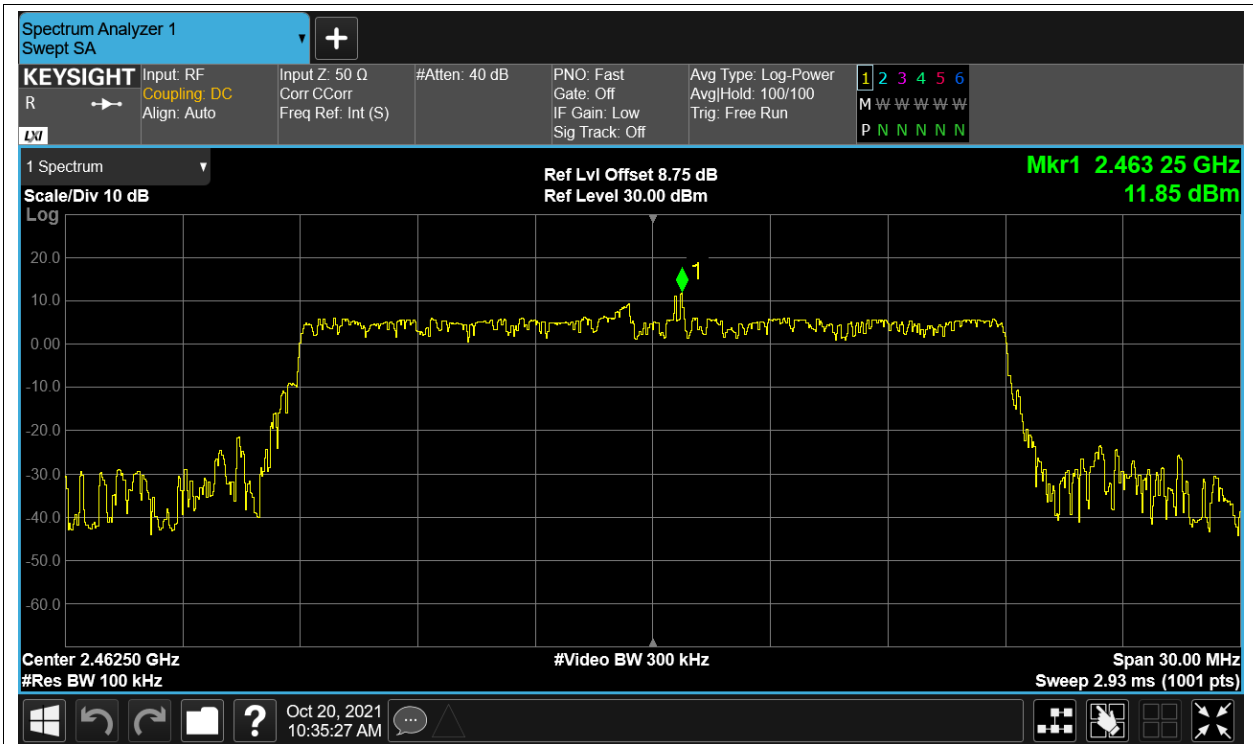 Spectrum Analyzer 1
Swept SA
KEYSIGHT
R
LXI
Input: RF
Coupling: DC
Align: Auto
Input Z: 50 Ω
Corr CCorr
Freq Ref: Int (S)
#Atten: 40 dB
PNO: Fast
Gate: Off
IF Gain: Low
Sig Track: Off
Avg Type: Log-Power
Avg|Hold: 100/100
Trig: Free Run
1 2 3 4 5 6
M W W W W W
P N N N N N
1 Spectrum
Scale/Div 10 dB
Log
Ref Lvl Offset 8.75 dB
Ref Level 30.00 dBm
Mkr1 2.463 25 GHz
11.85 dBm
20.0
10.0
0.00
-10.0
-20.0
-30.0
-40.0
-50.0
-60.0
1
Center 2.46250 GHz
#Res BW 100 kHz
#Video BW 300 kHz
Span 30.00 MHz
Sweep 2.93 ms (1001 pts)
?
Oct 20, 2021
10:35:27 AM